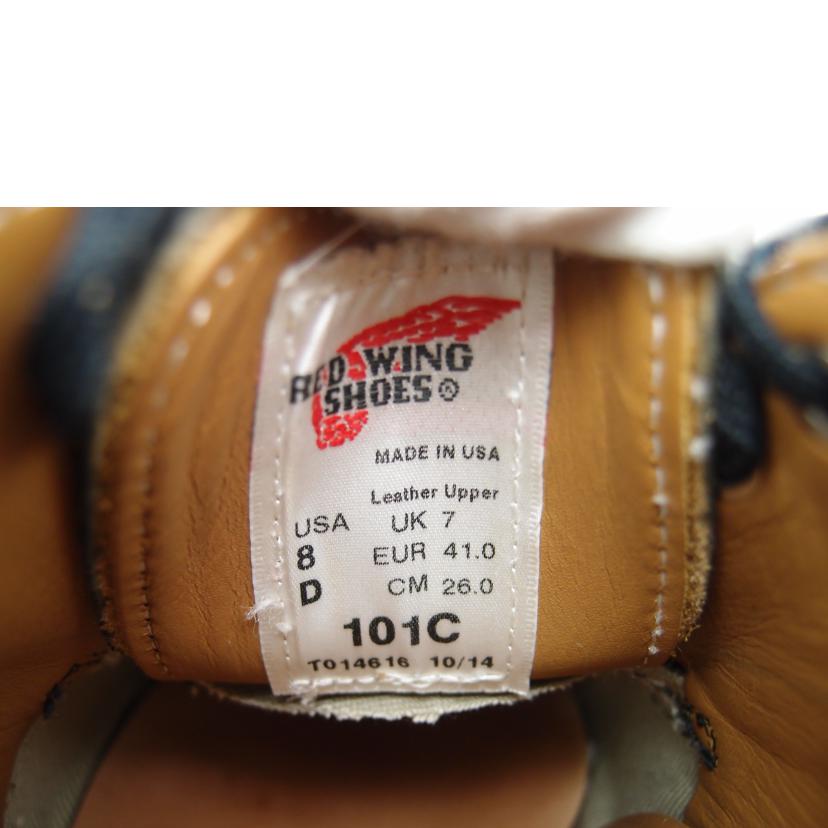 RED WING
SHOES®
MADE IN USA
Leather Upper
USA UK 7
8 EUR 41.0
D CM 26.0
101C
T014616 10/14